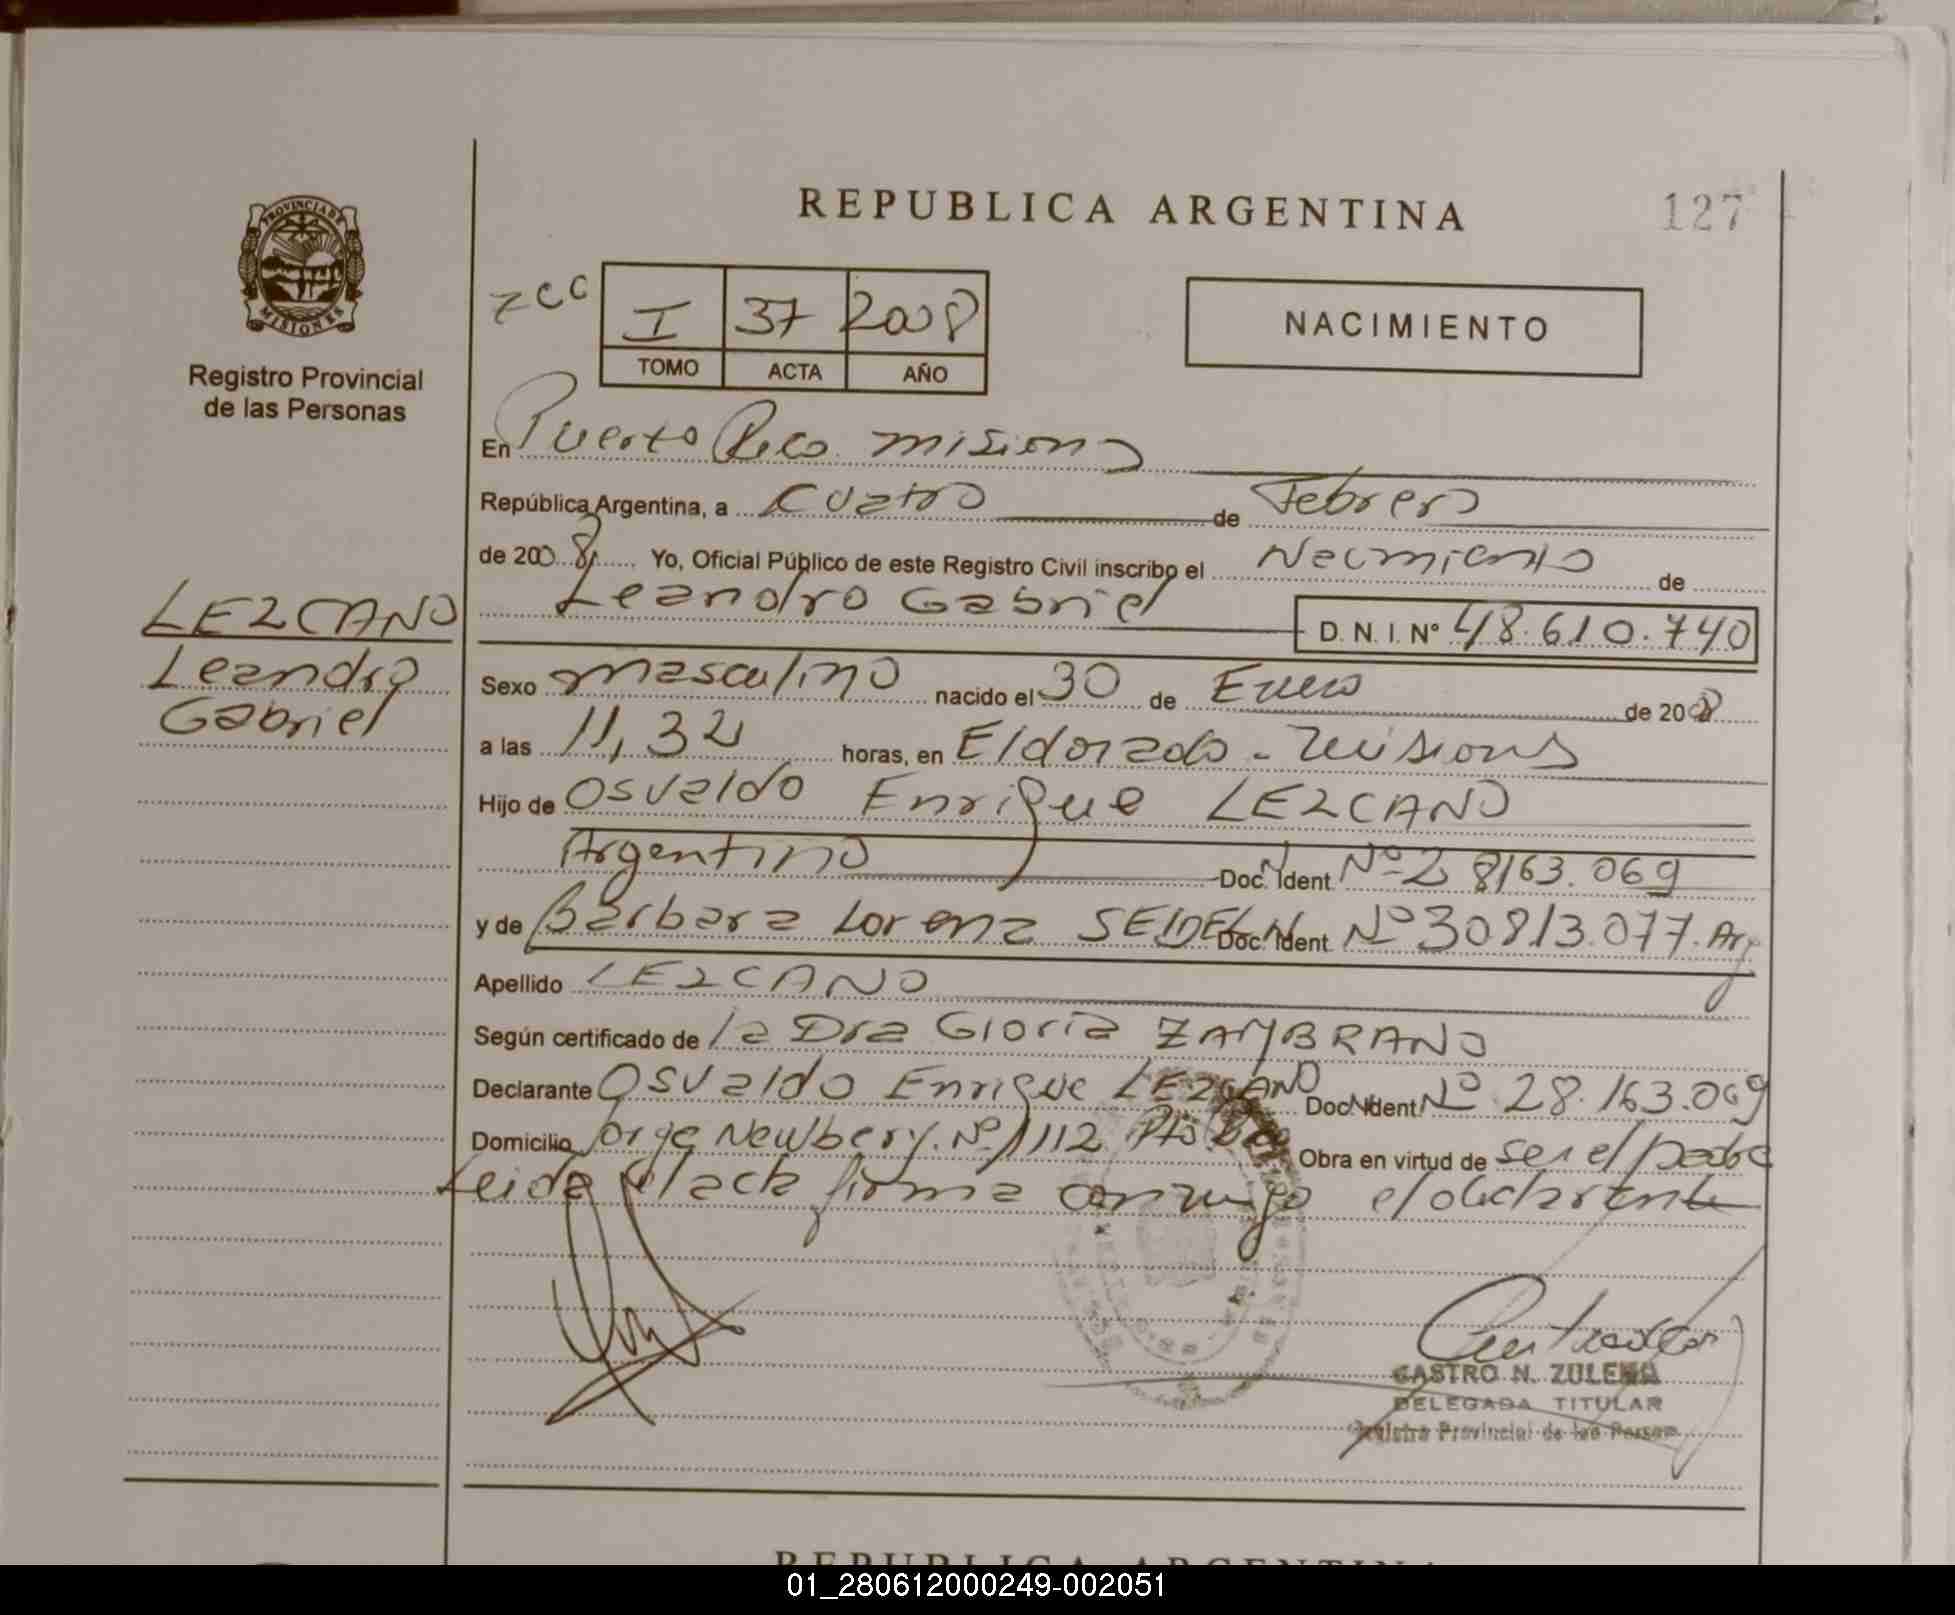 REPUBLICA ARGENTINA
127
PROVINCIA DE
MISIONES
Registro Provincial
de las Personas
ZCC
I 37 2008
TOMO ACTA AÑO
NACIMIENTO
En Puerto Rico misiones
República Argentina, a cuatro de Febrero
de 2008 Yo, Oficial Público de este Registro Civil inscribo el Nacimiento de
Leandro Gabriel D. N. I. Nº 48.610.740
LEZCANO
Leandro
Gabriel
Sexo masculino nacido el 30 de Enero de 2008
a las 11,32 horas, en Eldorado - misiones
Hijo de Osvaldo Enrique LEZCANO
Argentino Doc. Ident. Nº 28163.069
y de Barbara Lorena SEIDEL Doc. Ident. Nº 30813.077. Arg
Apellido LEZCANO
Según certificado de la Dra Gloria ZAMBRANO
Declarante Osvaldo Enrique LEZCANO Doc. Ident. Nº 28.163.069
Domicilio Jorge Newbery. Nº 1112 Pto Rico Obra en virtud de ser el padre
Leida el acta firma conmigo el declarante
CASTRO N. ZULEMA
DELEGADA TITULAR
Registro Provincial de las Person
REPUBLICA ARGENTINA
01_280612000249-002051